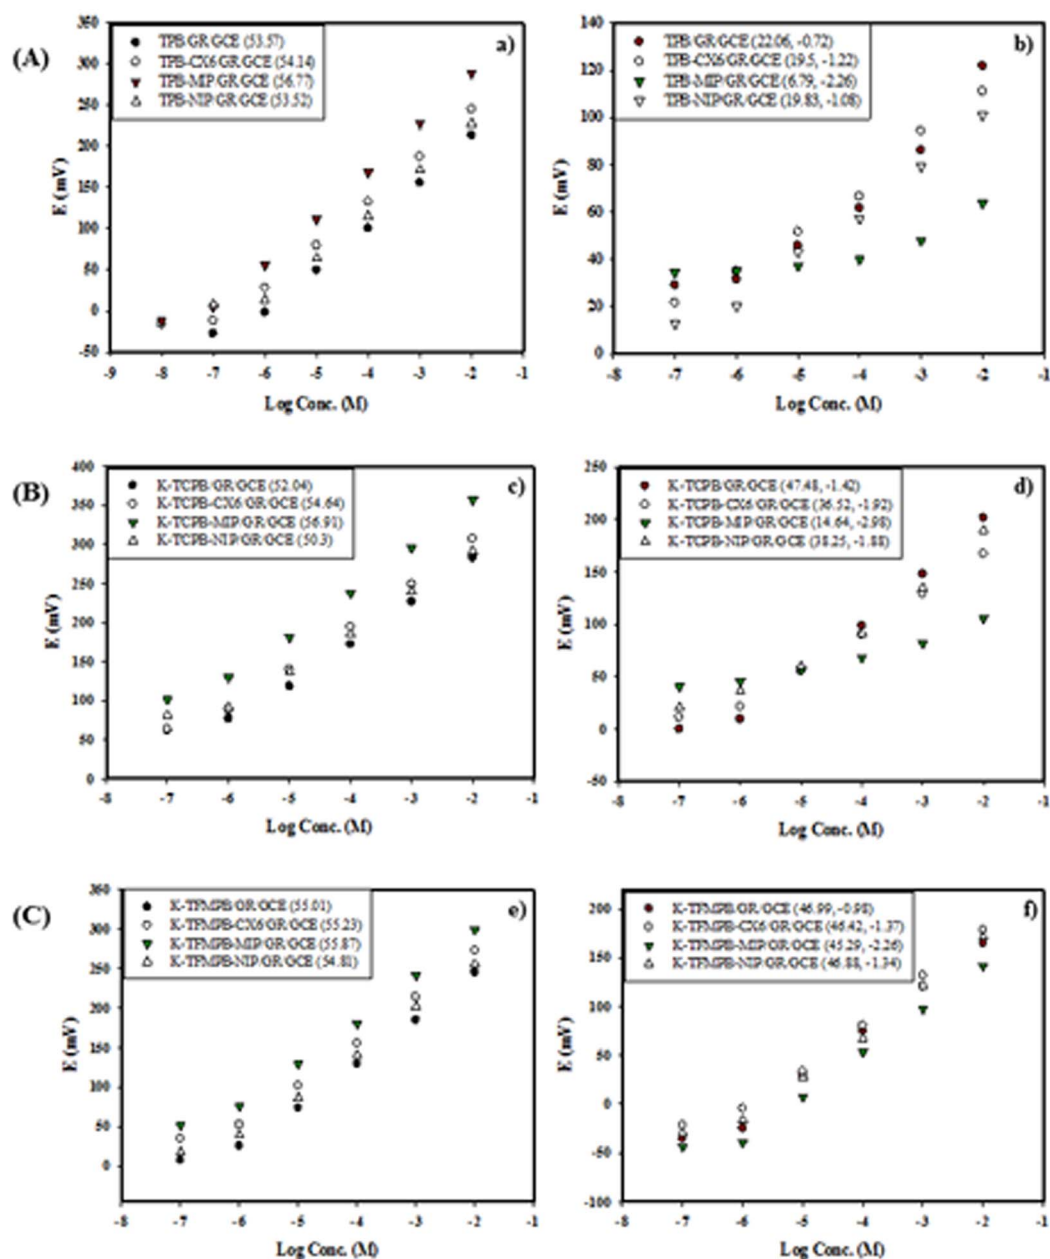 (A)
a)
TPB/GR/GCE (53.57)
TPB-CX6/GR/GCE (54.14)
TPB-MIP/GR/GCE (56.77)
TPB-NIP/GR/GCE (53.52)
E (mV)
350
300
250
200
150
100
50
0
-50
-9 -8 -7 -6 -5 -4 -3 -2 -1
Log Conc. (M)
b)
TPB/GR/GCE (22.06, -0.72)
TPB-CX6/GR/GCE (19.5, -1.22)
TPB-MIP/GR/GCE (6.79, -2.26)
TPB-NIP/GR/GCE (19.83, -1.08)
E (mV)
140
120
100
80
60
40
20
0
-8 -7 -6 -5 -4 -3 -2 -1
Log Conc. (M)
(B)
c)
K-TCPB/GR/GCE (52.04)
K-TCPB-CX6/GR/GCE (54.64)
K-TCPB-MIP/GR/GCE (56.91)
K-TCPB-NIP/GR/GCE (50.3)
E (mV)
400
350
300
250
200
150
100
50
0
-8 -7 -6 -5 -4 -3 -2 -1
Log Conc. (M)
d)
K-TCPB/GR/GCE (47.48, -1.42)
K-TCPB-CX6/GR/GCE (36.52, -1.92)
K-TCPB-MIP/GR/GCE (14.64, -2.98)
K-TCPB-NIP/GR/GCE (38.25, -1.88)
E (mV)
250
200
150
100
50
0
-50
-8 -7 -6 -5 -4 -3 -2 -1
Log Conc. (M)
(C)
e)
K-TFMPB/GR/GCE (55.01)
K-TFMPB-CX6/GR/GCE (55.23)
K-TFMPB-MIP/GR/GCE (55.87)
K-TFMPB-NIP/GR/GCE (54.81)
E (mV)
350
300
250
200
150
100
50
0
-8 -7 -6 -5 -4 -3 -2 -1
Log Conc. (M)
f)
K-TFMPB/GR/GCE (46.99, -0.98)
K-TFMPB-CX6/GR/GCE (46.42, -1.37)
K-TFMPB-MIP/GR/GCE (45.29, -2.26)
K-TFMPB-NIP/GR/GCE (46.88, -1.34)
E (mV)
200
150
100
50
0
-50
-100
-8 -7 -6 -5 -4 -3 -2 -1
Log Conc. (M)